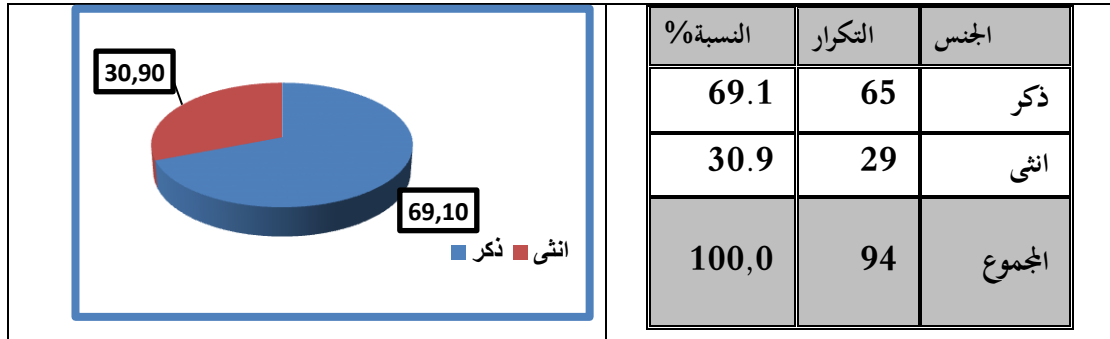 الجنس التكرار النسبة%
ذكر 65 69.1
انثى 29 30.9
المجموع 94 100,0
30,90
69,10
ذكر انثى